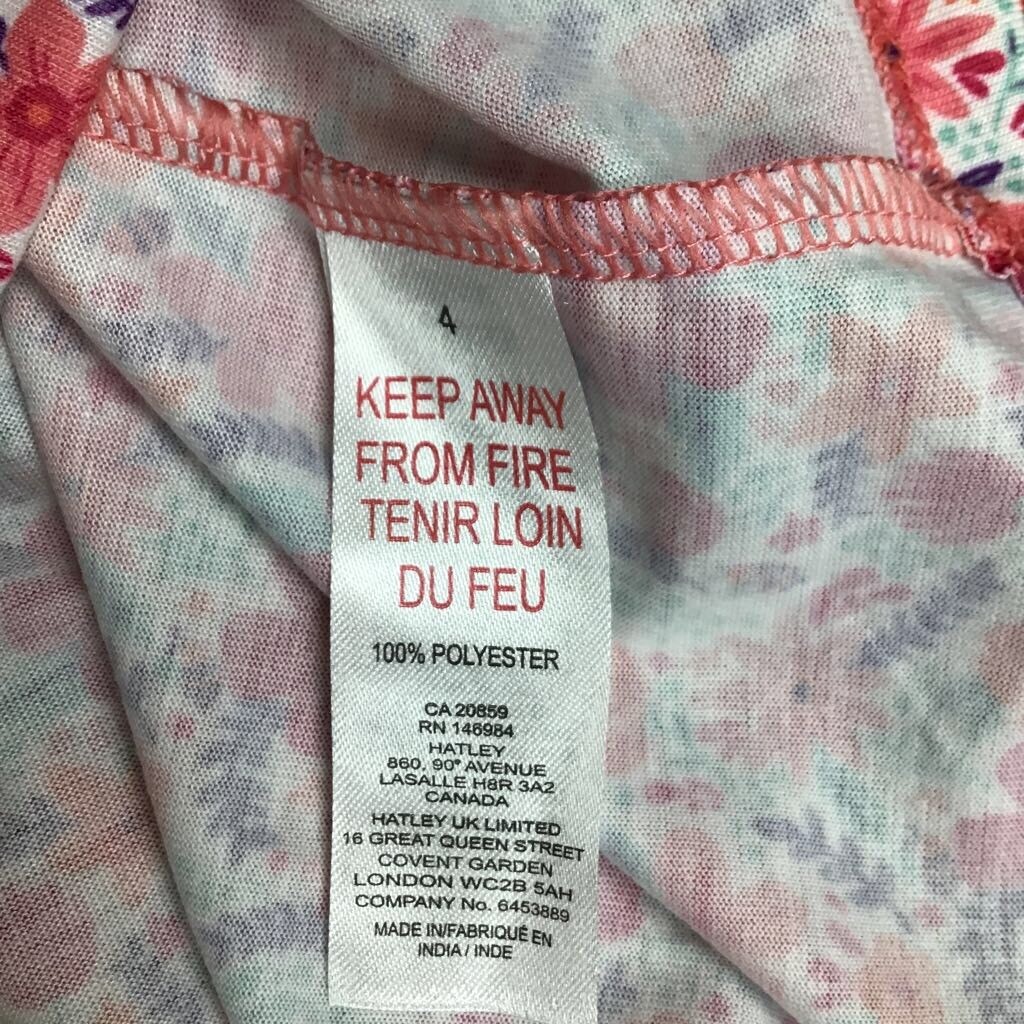 4
KEEP AWAY
FROM FIRE
TENIR LOIN
DU FEU
100% POLYESTER
CA 20859
RN 146984
HATLEY
860, 90° AVENUE
LASALLE H8R 3A2
CANADA
HATLEY UK LIMITED
16 GREAT QUEEN STREET
COVENT GARDEN
LONDON WC2B 5AH
COMPANY No. 6453889
MADE IN/FABRIQUÉ EN
INDIA / INDE